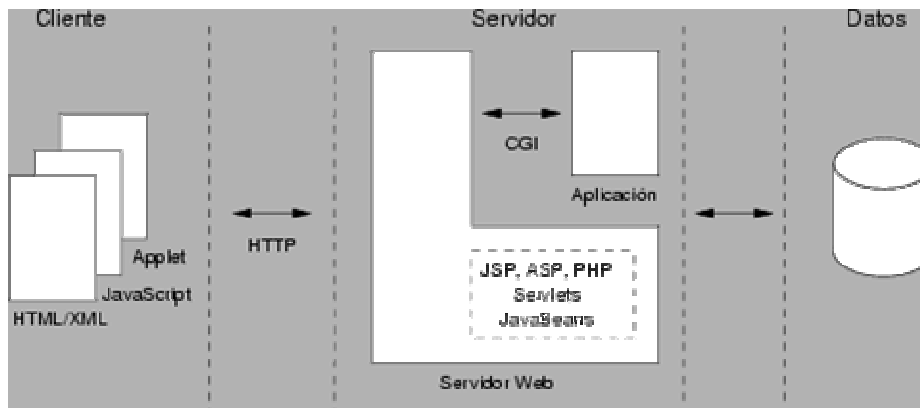 Cliente
Servidor
Datos
CGI
Aplicación
HTTP
Applet
JavaScript
HTML/XML
JSP, ASP, PHP
Servlets
JavaBeans
Servidor Web